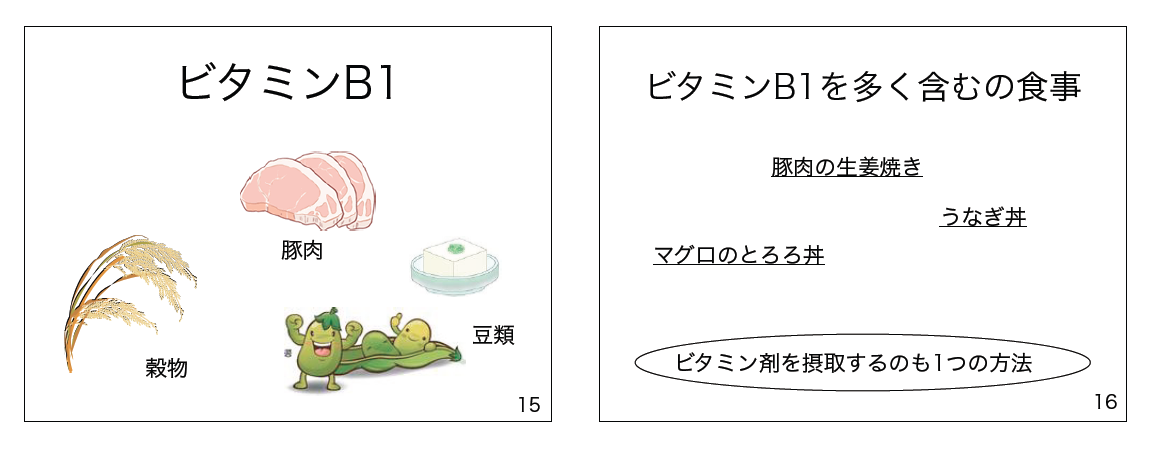 ビタミンB1
豚肉
豆類
穀物
15
ビタミンB1を多く含むの食事
豚肉の生姜焼き
うなぎ丼
マグロのとろろ丼
ビタミン剤を摂取するのも1つの方法
16